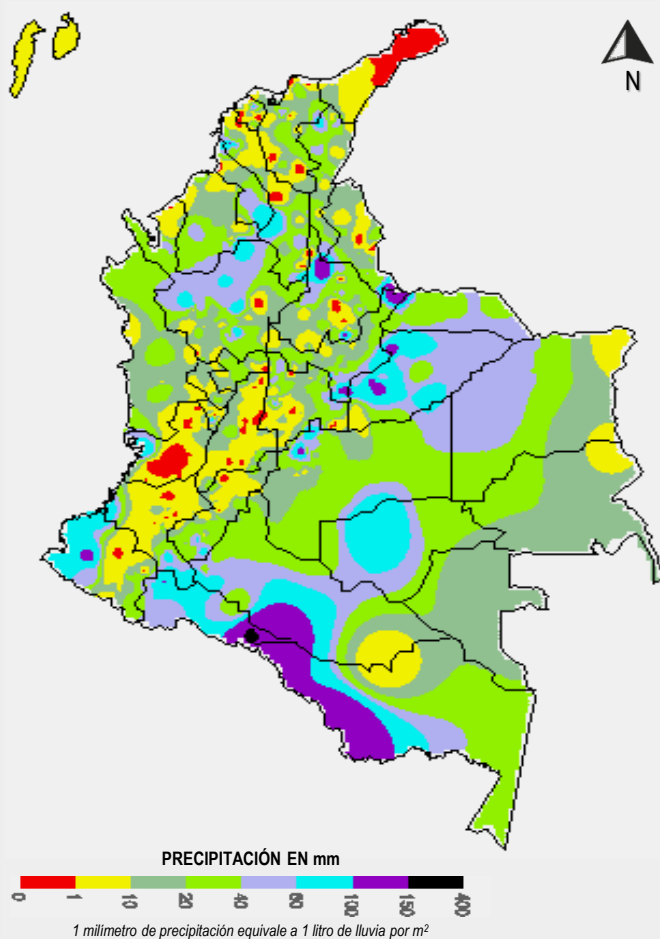 N
PRECIPITACIÓN EN mm
0 1 10 20 40 60 100 150 400
1 milímetro de precipitación equivale a 1 litro de lluvia por m²